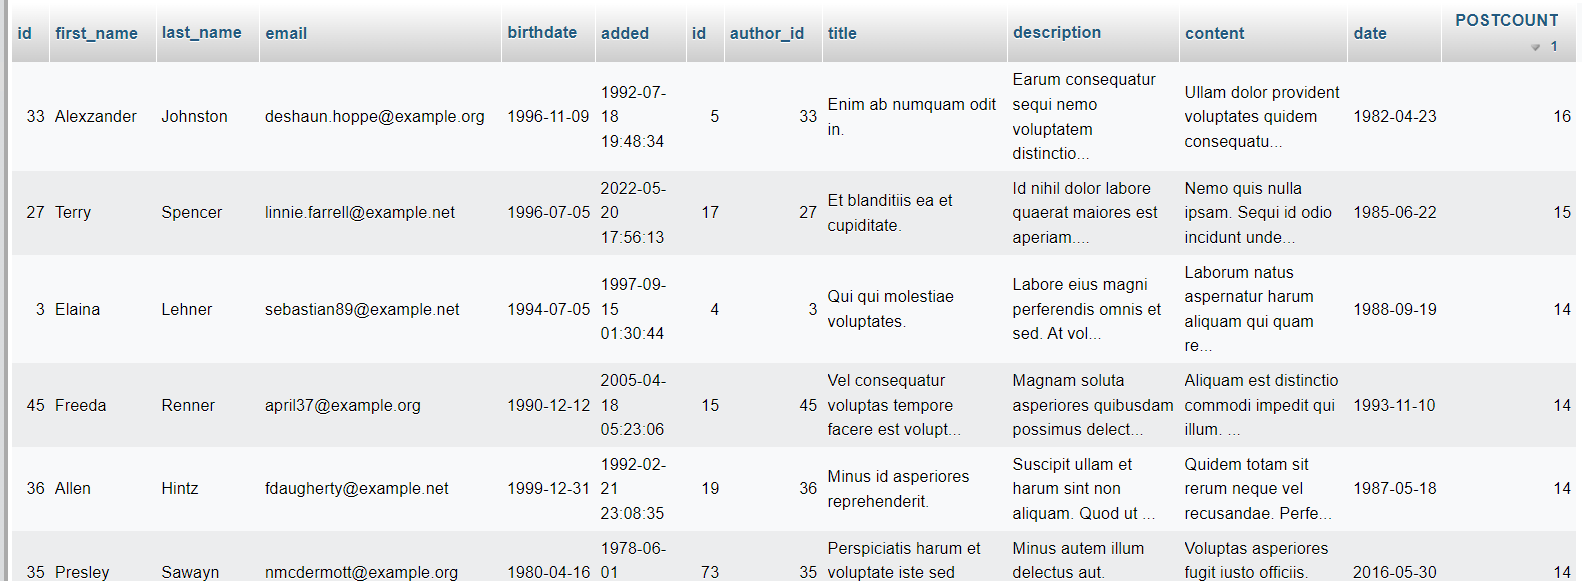 id first_name last_name email birthdate added id author_id title description content date POSTCOUNT
1
33 Alexzander Johnston deshaun.hoppe@example.org 1996-11-09 1992-07-18 19:48:34 5 33 Enim ab numquam odit in. Earum consequatur sequi nemo voluptatem distinctio... Ullam dolor provident voluptates quidem consequatu... 1982-04-23 16
27 Terry Spencer linnie.farrell@example.net 1996-07-05 2022-05-20 17:56:13 17 27 Et blanditiis ea et cupiditate. Id nihil dolor labore quaerat maiores est aperiam.... Nemo quis nulla ipsam. Sequi id odio incidunt unde... 1985-06-22 15
3 Elaina Lehner sebastian89@example.net 1994-07-05 1997-09-15 01:30:44 4 3 Qui qui molestiae voluptates. Labore eius magni perferendis omnis et sed. At vol... Laborum natus aspernatur harum aliquam qui quam re... 1988-09-19 14
45 Freeda Renner april37@example.org 1990-12-12 2005-04-18 05:23:06 15 45 Vel consequatur voluptas tempore facere est volupt... Magnam soluta asperiores quibusdam possimus delect... Aliquam est distinctio commodi impedit qui illum. ... 1993-11-10 14
36 Allen Hintz fdaugherty@example.net 1999-12-31 1992-02-21 23:08:35 19 36 Minus id asperiores reprehenderit. Suscipit ullam et harum sint non aliquam. Quod ut ... Quidem totam sit rerum neque vel recusandae. Perfe... 1987-05-18 14
35 Presley Sawayn nmcdermott@example.org 1980-04-16 1978-06-01 73 35 Perspiciatis harum et voluptate iste sed Minus autem illum delectus aut. Voluptas asperiores fugit iusto officiis. 2016-05-30 14